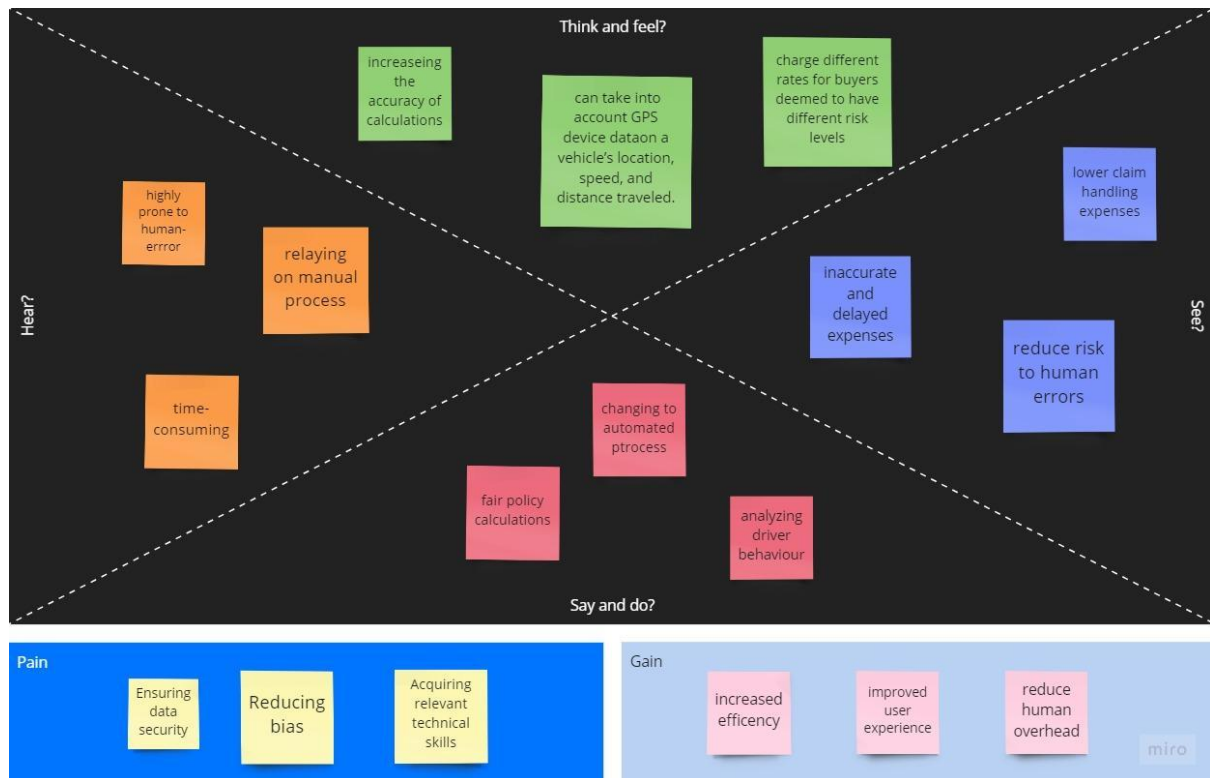 Think and feel?
increaseing
the
accuracy of
calculations
can take into
account GPS
device dataon a
vehicle's location,
speed, and
distance traveled.
charge different
rates for buyers
deemed to have
different risk
levels
Hear?
highly
prone to
human-
errror
relaying
on manual
process
time-
consuming
See?
lower claim
handling
expenses
inaccurate
and
delayed
expenses
reduce risk
to human
errors
changing to
automated
ptrocess
fair policy
calculations
analyzing
driver
behaviour
Say and do?
Pain
Ensuring
data
security
Reducing
bias
Acquiring
relevant
technical
skills
Gain
increased
efficency
improved
user
experience
reduce
human
overhead
miro